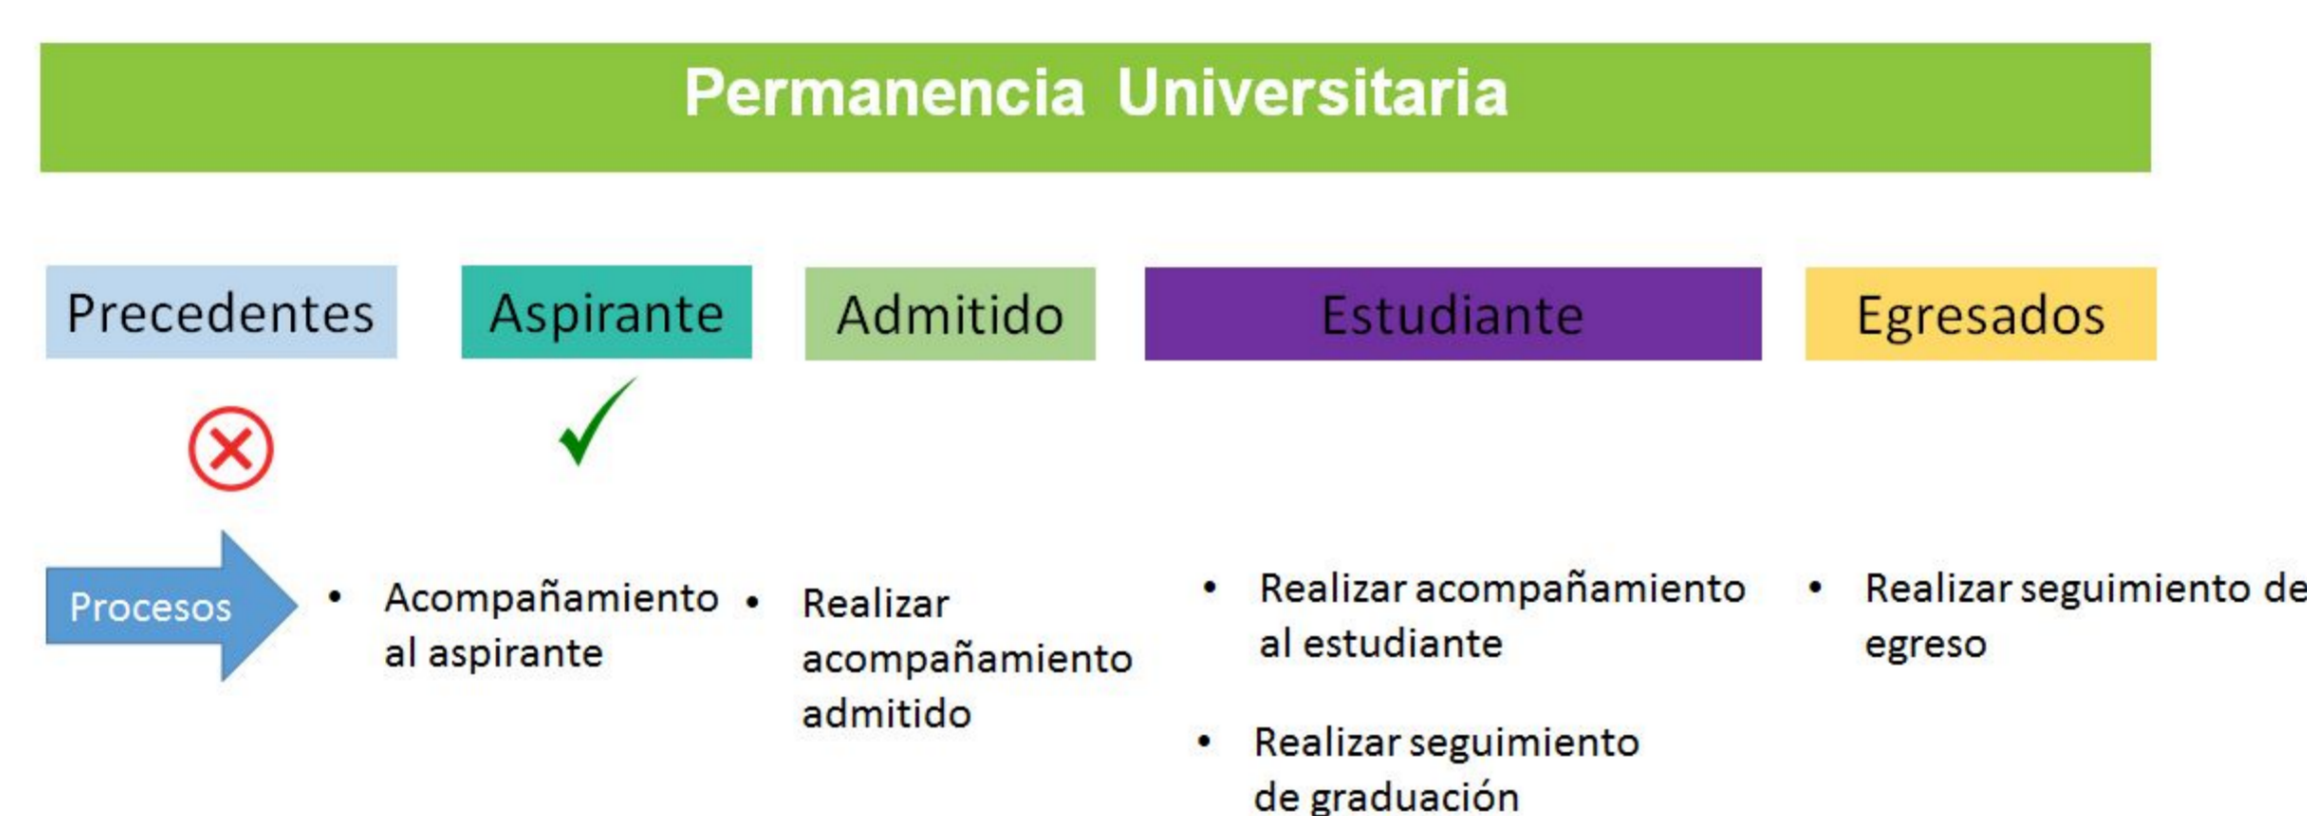 Permanencia Universitaria
Precedentes
Aspirante
Admitido
Estudiante
Egresados
Procesos
• Acompañamiento
al aspirante
• Realizar
acompañamiento
admitido
• Realizar acompañamiento
al estudiante
• Realizar seguimiento
de graduación
• Realizar seguimiento de
egreso